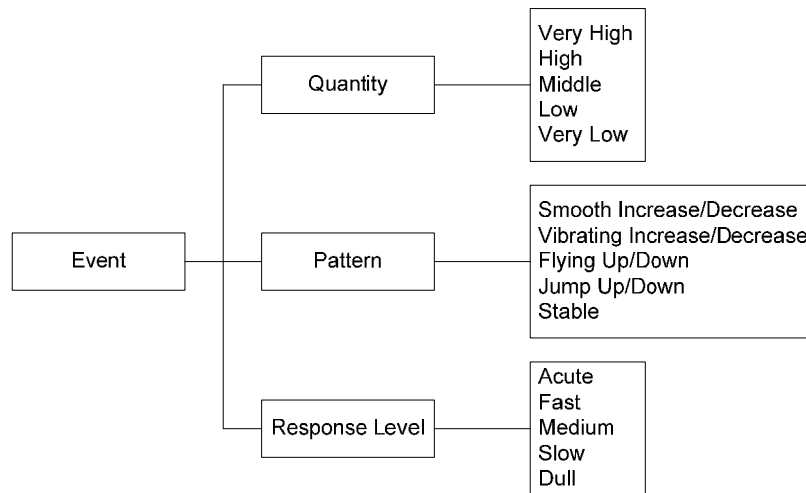 Event
Quantity
Very High
High
Middle
Low
Very Low
Pattern
Smooth Increase/Decrease
Vibrating Increase/Decrease
Flying Up/Down
Jump Up/Down
Stable
Response Level
Acute
Fast
Medium
Slow
Dull